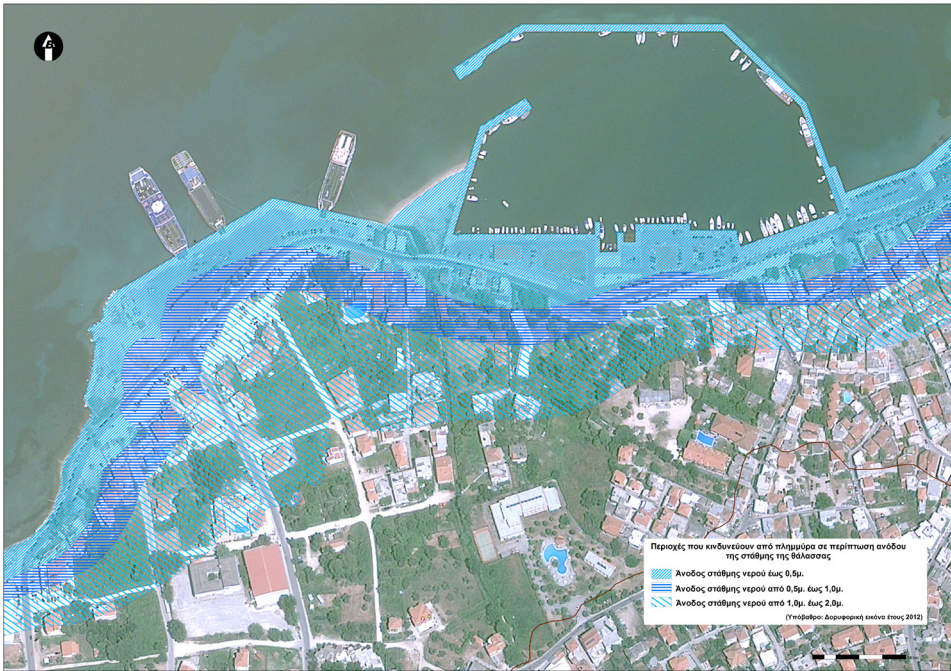 Β
Περιοχές που κινδυνεύουν από πλημμύρα σε περίπτωση ανόδου
της στάθμης της θάλασσας
Άνοδος στάθμης νερού έως 0,5μ.
Άνοδος στάθμης νερού από 0,5μ. έως 1,0μ.
Άνοδος στάθμης νερού από 1,0μ. έως 2,0μ.
(Υπόβαθρο: Δορυφορική εικόνα έτους 2012)